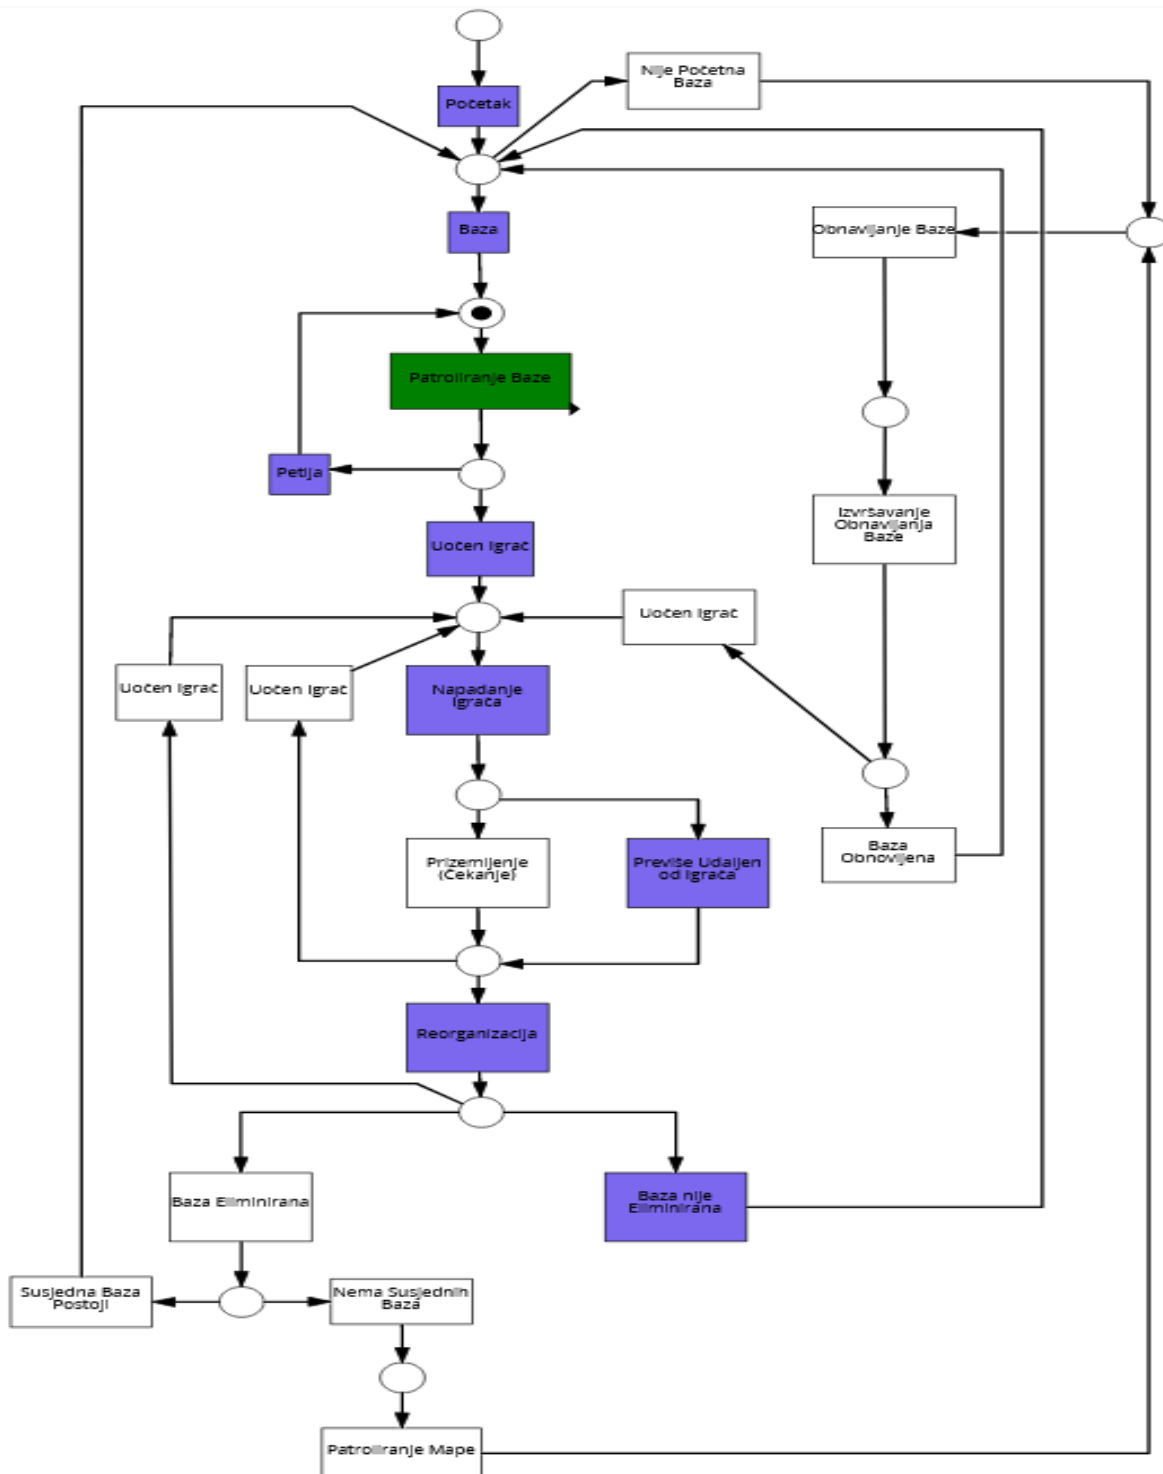 Nije Početna
Baza
Početak
Baza
Obnavljanje Baze
Patroliranje Baze
Petlja
Uočen Igrač
Izvršavanje
Obnavljanja
Baze
Uočen Igrač
Uočen Igrač
Uočen Igrač
Napadanje
Igrača
Prizemljenje
(Čekanje)
Previše Udaljen
od Igrača
Baza
Obnovljena
Reorganizacija
Baza Eliminirana
Baza nije
Eliminirana
Susjedna Baza
Postoji
Nema Susjednih
Baza
Patroliranje Mape